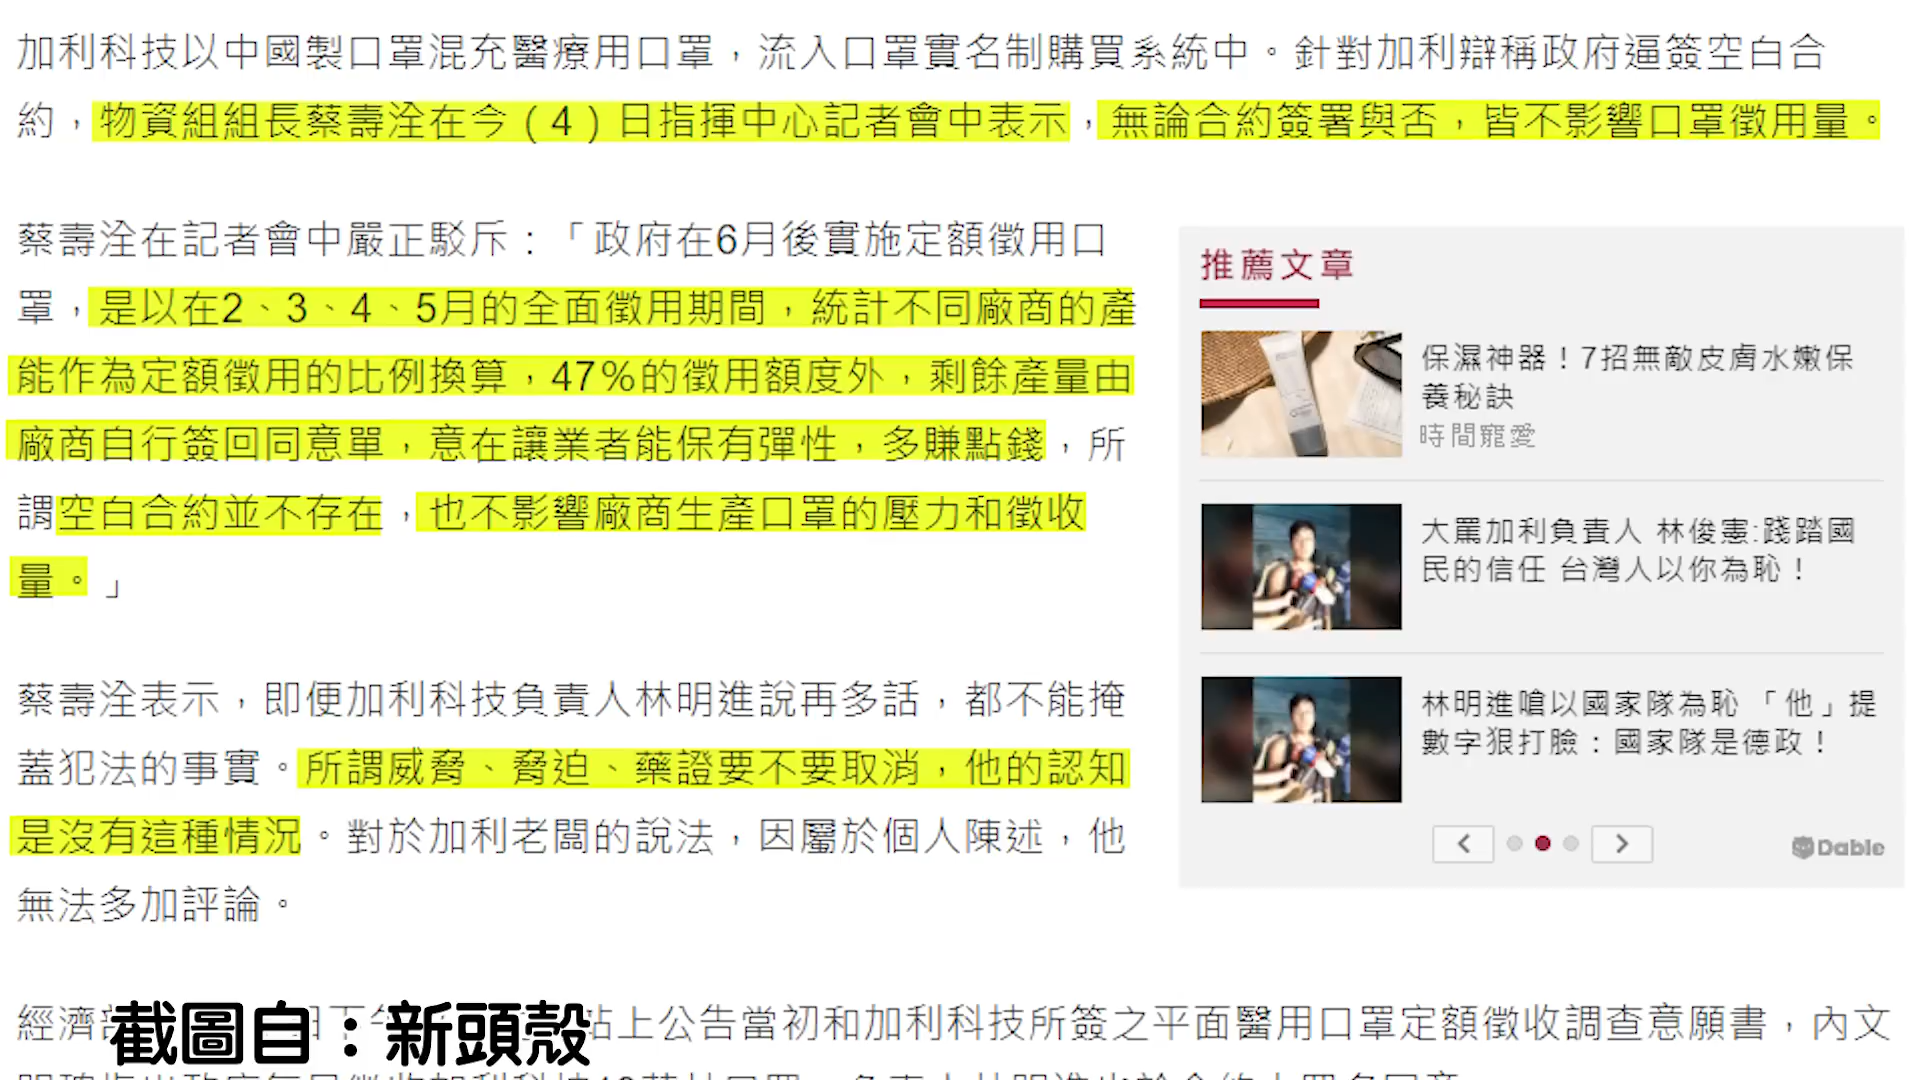 加利科技以中國製口罩混充醫療用口罩，流入口罩實名制購買系統中。針對加利辯稱政府逼簽空白合
約，物資組組長蔡壽洤在今（4）日指揮中心記者會中表示，無論合約簽署與否，皆不影響口罩徵用量。
蔡壽洤在記者會中嚴正駁斥：「政府在6月後實施定額徵用口
罩，是以在2、3、4、5月的全面徵用期間，統計不同廠商的產
能作為定額徵用的比例換算，47%的徵用額度外，剩餘產量由
廠商自行簽回同意單，意在讓業者能保有彈性，多賺點錢，所
謂空白合約並不存在，也不影響廠商生產口罩的壓力和徵收
量。」
蔡壽洤表示，即便加利科技負責人林明進說再多話，都不能掩
蓋犯法的事實。所謂威脅、脅迫、藥證要不要取消，他的認知
是沒有這種情況。對於加利老闆的說法，因屬於個人陳述，他
無法多加評論。
推薦文章
保濕神器！7招無敵皮膚水嫩保
養秘訣
時間寵愛
大罵加利負責人 林俊憲:踐踏國
民的信任 台灣人以你為恥！
林明進嗆以國家隊為恥 「他」提
數字狠打臉：國家隊是德政！
Dable
經濟 站上公告當初和加利科技所簽之平面醫用口罩定額徵收調查意願書，內文
截圖自：新頭殼